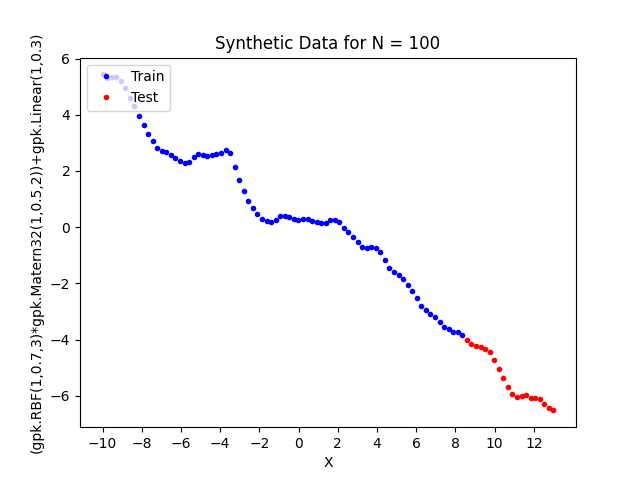 Synthetic Data for N = 100
(gpk.RBF(1,0.7,3)*gpk.Matern32(1,0.5,2))+gpk.Linear(1,0.3)
Train
Test
6
4
2
0
−2
−4
−6
−10 −8 −6 −4 −2 0 2 4 6 8 10 12
X